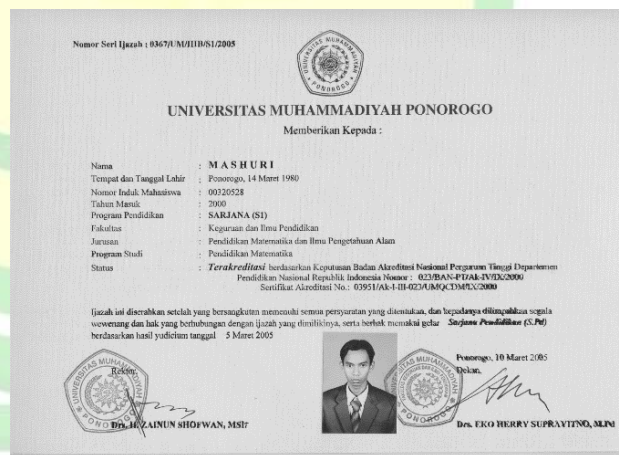 Nomor Seri Ijazah : 0367/UM/IIIB/S1/2005
UNIVERSITAS MUHAMMADIYAH PONOROGO
Memberikan Kepada :
Nama : MASHURI
Tempat dan Tanggal Lahir : Ponorogo, 14 Maret 1980
Nomor Induk Mahasiswa : 00320528
Tahun Masuk : 2000
Program Pendidikan : SARJANA (S1)
Fakultas : Keguruan dan Ilmu Pendidikan
Jurusan : Pendidikan Matematika dan Ilmu Pengetahuan Alam
Program Studi : Pendidikan Matematika
Status : Terakreditasi berdasarkan Keputusan Badan Akreditasi Nasional Perguruan Tinggi Departemen
Pendidikan Nasional Republik Indonesia Nomor : 023/BAN-PT/Ak-IV/IX/2000
Sertifikat Akreditasi No.: 03951/Ak-I-III-023/UMQCDM/IX/2000
Ijazah ini diserahkan setelah yang bersangkutan memenuhi semua persyaratan yang ditentukan, dan kepadanya dilimpahkan segala
wewenang dan hak yang berhubungan dengan ijazah yang dimilikinya, serta berhak memakai gelar Sarjana Pendidikan (S.Pd)
berdasarkan hasil yudicium tanggal 5 Maret 2005
Rektor,
Drs. H. ZAINUN SHOFWAN, MSIr
Ponorogo, 10 Maret 2005
Dekan,
Drs. EKO HERRY SUPRAYITNO, M.Pd